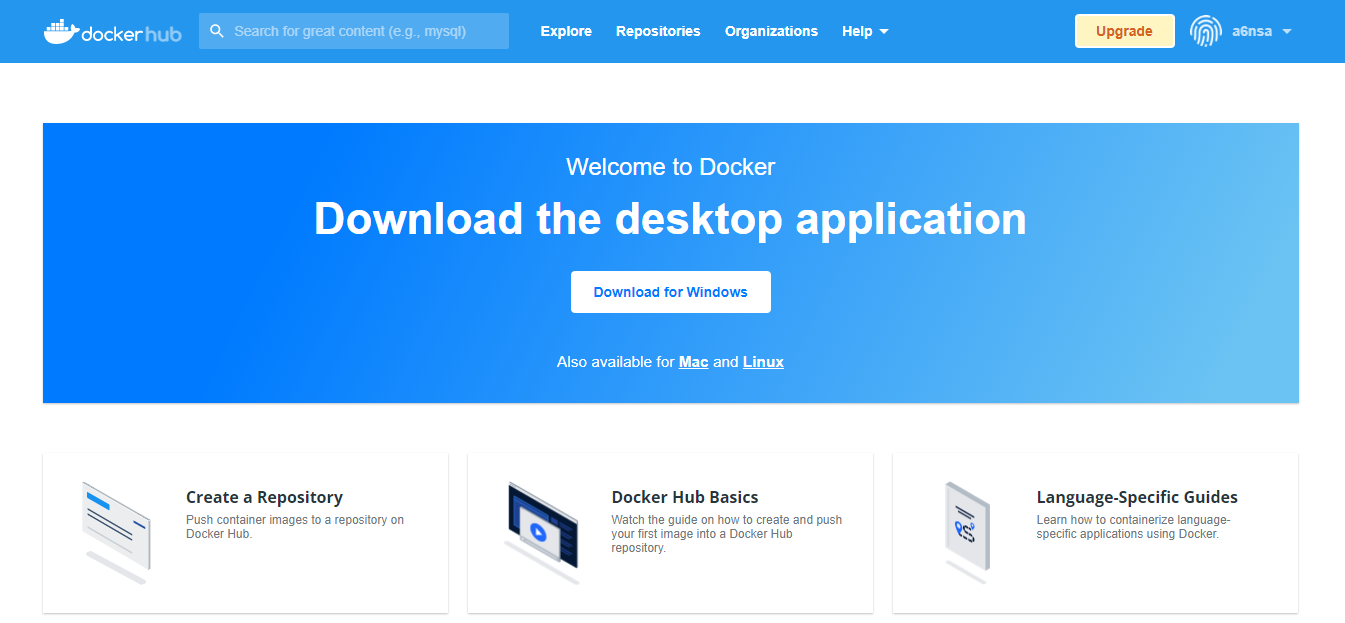 docker hub
Search for great content (e.g., mysql)
Explore
Repositories
Organizations
Help
Upgrade
a6nsa
Welcome to Docker
Download the desktop application
Download for Windows
Also available for Mac and Linux
Create a Repository
Push container images to a repository on
Docker Hub.
Docker Hub Basics
Watch the guide on how to create and push
your first image into a Docker Hub
repository.
Language-Specific Guides
Learn how to containerize language-
specific applications using Docker.